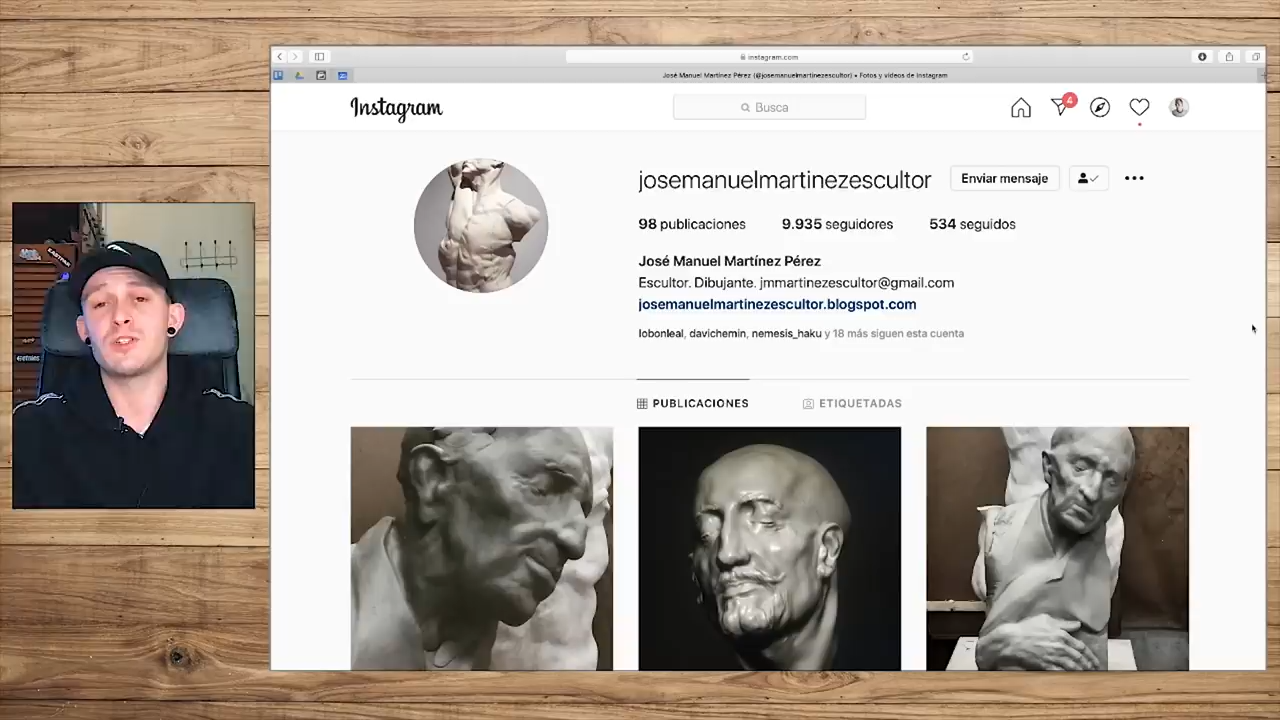 instagram.com
José Manuel Martínez Pérez (@josemanuelmartinezescultor) • Fotos y videos de Instagram
Instagram
Busca
4
josemanuelmartinezescultor
Enviar mensaje
98 publicaciones 9.935 seguidores 534 seguidos
José Manuel Martínez Pérez
Escultor. Dibujante. jmmartinezescultor@gmail.com
josemanuelmartinezescultor.blogspot.com
lobonleal, davichemin, nemesis_haku y 18 más siguen esta cuenta
PUBLICACIONES
ETIQUETADAS